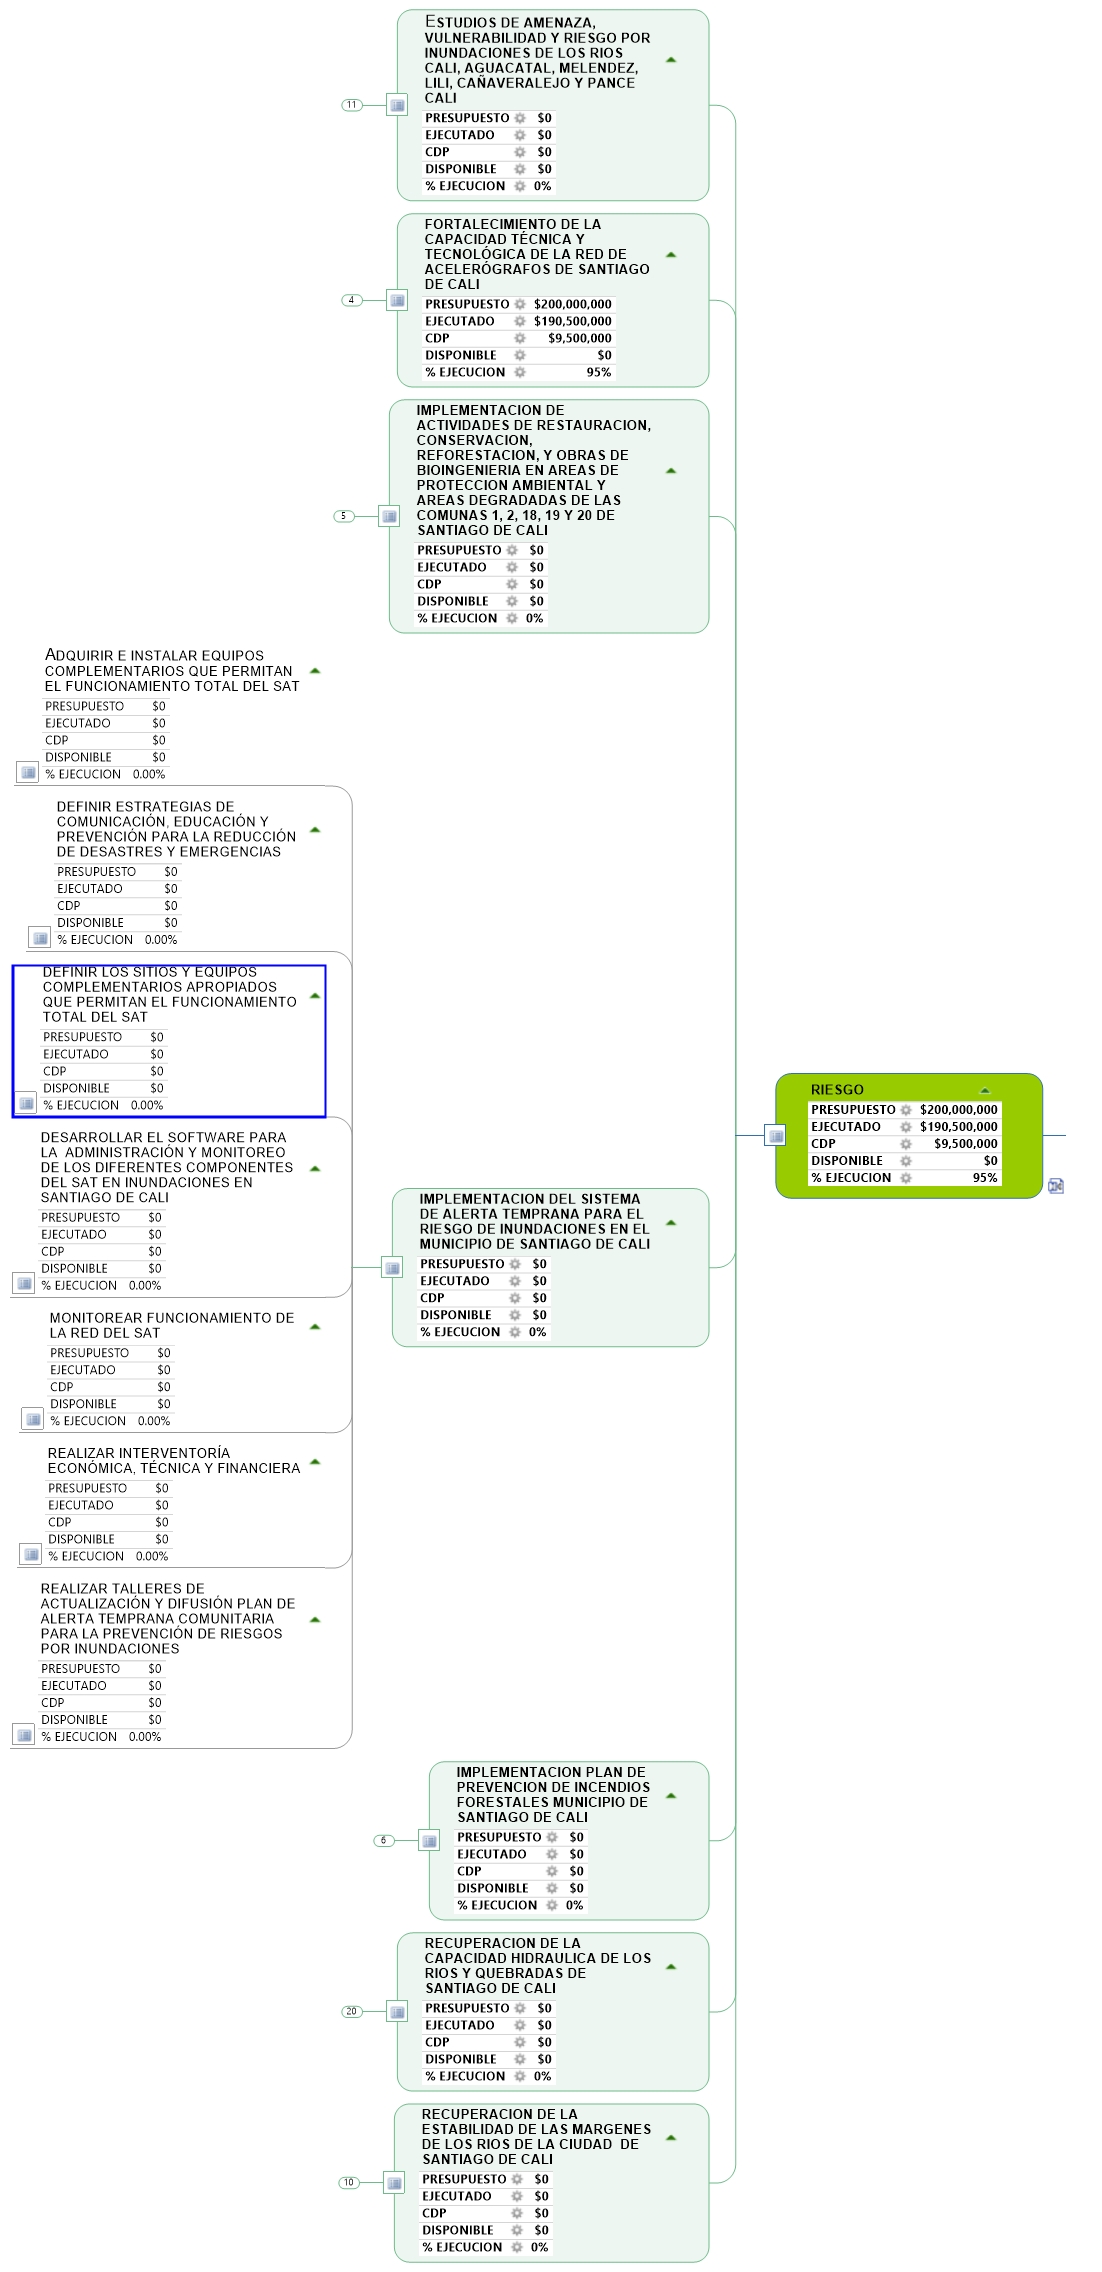 ESTUDIOS DE AMENAZA,
VULNERABILIDAD Y RIESGO POR
INUNDACIONES DE LOS RIOS
CALI, AGUACATAL, MELENDEZ,
LILI, CAÑAVERALEJO Y PANCE
CALI
11
PRESUPUESTO $0
EJECUTADO $0
CDP $0
DISPONIBLE $0
% EJECUCION 0%
FORTALECIMIENTO DE LA
CAPACIDAD TÉCNICA Y
TECNOLÓGICA DE LA RED DE
ACELERÓGRAFOS DE SANTIAGO
DE CALI
4
PRESUPUESTO $200,000,000
EJECUTADO $190,500,000
CDP $9,500,000
DISPONIBLE $0
% EJECUCION 95%
IMPLEMENTACION DE
ACTIVIDADES DE RESTAURACION,
CONSERVACION,
REFORESTACION, Y OBRAS DE
BIOINGENIERIA EN AREAS DE
PROTECCION AMBIENTAL Y
AREAS DEGRADADAS DE LAS
COMUNAS 1, 2, 18, 19 Y 20 DE
SANTIAGO DE CALI
5
PRESUPUESTO $0
EJECUTADO $0
CDP $0
DISPONIBLE $0
% EJECUCION 0%
ADQUIRIR E INSTALAR EQUIPOS
COMPLEMENTARIOS QUE PERMITAN
EL FUNCIONAMIENTO TOTAL DEL SAT
PRESUPUESTO $0
EJECUTADO $0
CDP $0
DISPONIBLE $0
% EJECUCION 0.00%
DEFINIR ESTRATEGIAS DE
COMUNICACIÓN, EDUCACIÓN Y
PREVENCIÓN PARA LA REDUCCIÓN
DE DESASTRES Y EMERGENCIAS
PRESUPUESTO $0
EJECUTADO $0
CDP $0
DISPONIBLE $0
% EJECUCION 0.00%
DEFINIR LOS SITIOS Y EQUIPOS
COMPLEMENTARIOS APROPIADOS
QUE PERMITAN EL FUNCIONAMIENTO
TOTAL DEL SAT
PRESUPUESTO $0
EJECUTADO $0
CDP $0
DISPONIBLE $0
% EJECUCION 0.00%
DESARROLLAR EL SOFTWARE PARA
LA ADMINISTRACIÓN Y MONITOREO
DE LOS DIFERENTES COMPONENTES
DEL SAT EN INUNDACIONES EN
SANTIAGO DE CALI
PRESUPUESTO $0
EJECUTADO $0
CDP $0
DISPONIBLE $0
% EJECUCION 0.00%
MONITOREAR FUNCIONAMIENTO DE
LA RED DEL SAT
PRESUPUESTO $0
EJECUTADO $0
CDP $0
DISPONIBLE $0
% EJECUCION 0.00%
REALIZAR INTERVENTORÍA
ECONÓMICA, TÉCNICA Y FINANCIERA
PRESUPUESTO $0
EJECUTADO $0
CDP $0
DISPONIBLE $0
% EJECUCION 0.00%
REALIZAR TALLERES DE
ACTUALIZACIÓN Y DIFUSIÓN PLAN DE
ALERTA TEMPRANA COMUNITARIA
PARA LA PREVENCIÓN DE RIESGOS
POR INUNDACIONES
PRESUPUESTO $0
EJECUTADO $0
CDP $0
DISPONIBLE $0
% EJECUCION 0.00%
IMPLEMENTACION DEL SISTEMA
DE ALERTA TEMPRANA PARA EL
RIESGO DE INUNDACIONES EN EL
MUNICIPIO DE SANTIAGO DE CALI
PRESUPUESTO $0
EJECUTADO $0
CDP $0
DISPONIBLE $0
% EJECUCION 0%
RIESGO
PRESUPUESTO $200,000,000
EJECUTADO $190,500,000
CDP $9,500,000
DISPONIBLE $0
% EJECUCION 95%
IMPLEMENTACION PLAN DE
PREVENCION DE INCENDIOS
FORESTALES MUNICIPIO DE
SANTIAGO DE CALI
6
PRESUPUESTO $0
EJECUTADO $0
CDP $0
DISPONIBLE $0
% EJECUCION 0%
RECUPERACION DE LA
CAPACIDAD HIDRAULICA DE LOS
RIOS Y QUEBRADAS DE
SANTIAGO DE CALI
20
PRESUPUESTO $0
EJECUTADO $0
CDP $0
DISPONIBLE $0
% EJECUCION 0%
RECUPERACION DE LA
ESTABILIDAD DE LAS MARGENES
DE LOS RIOS DE LA CIUDAD DE
SANTIAGO DE CALI
10
PRESUPUESTO $0
EJECUTADO $0
CDP $0
DISPONIBLE $0
% EJECUCION 0%